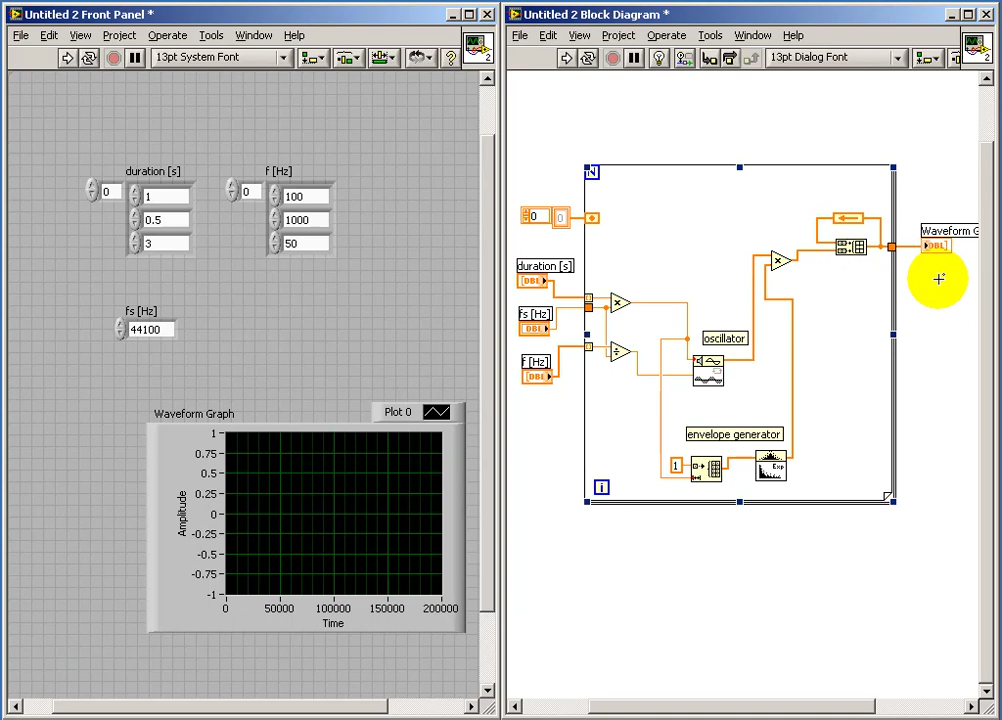 Untitled 2 Front Panel *
File Edit View Project Operate Tools Window Help
13pt System Font
2
duration [s]
0
1
0.5
3
f [Hz]
0
100
1000
50
fs [Hz]
44100
Waveform Graph
Plot 0
Amplitude
1
0.75
0.5
0.25
0
-0.25
-0.5
-0.75
-1
0 50000 100000 150000 200000
Time
Untitled 2 Block Diagram *
File Edit View Project Operate Tools Window Help
13pt Dialog Font
2
N
0
0
duration [s]
DBL
fs [Hz]
DBL
f [Hz]
DBL
oscillator
envelope generator
1
Exp
i
Waveform G
DBL